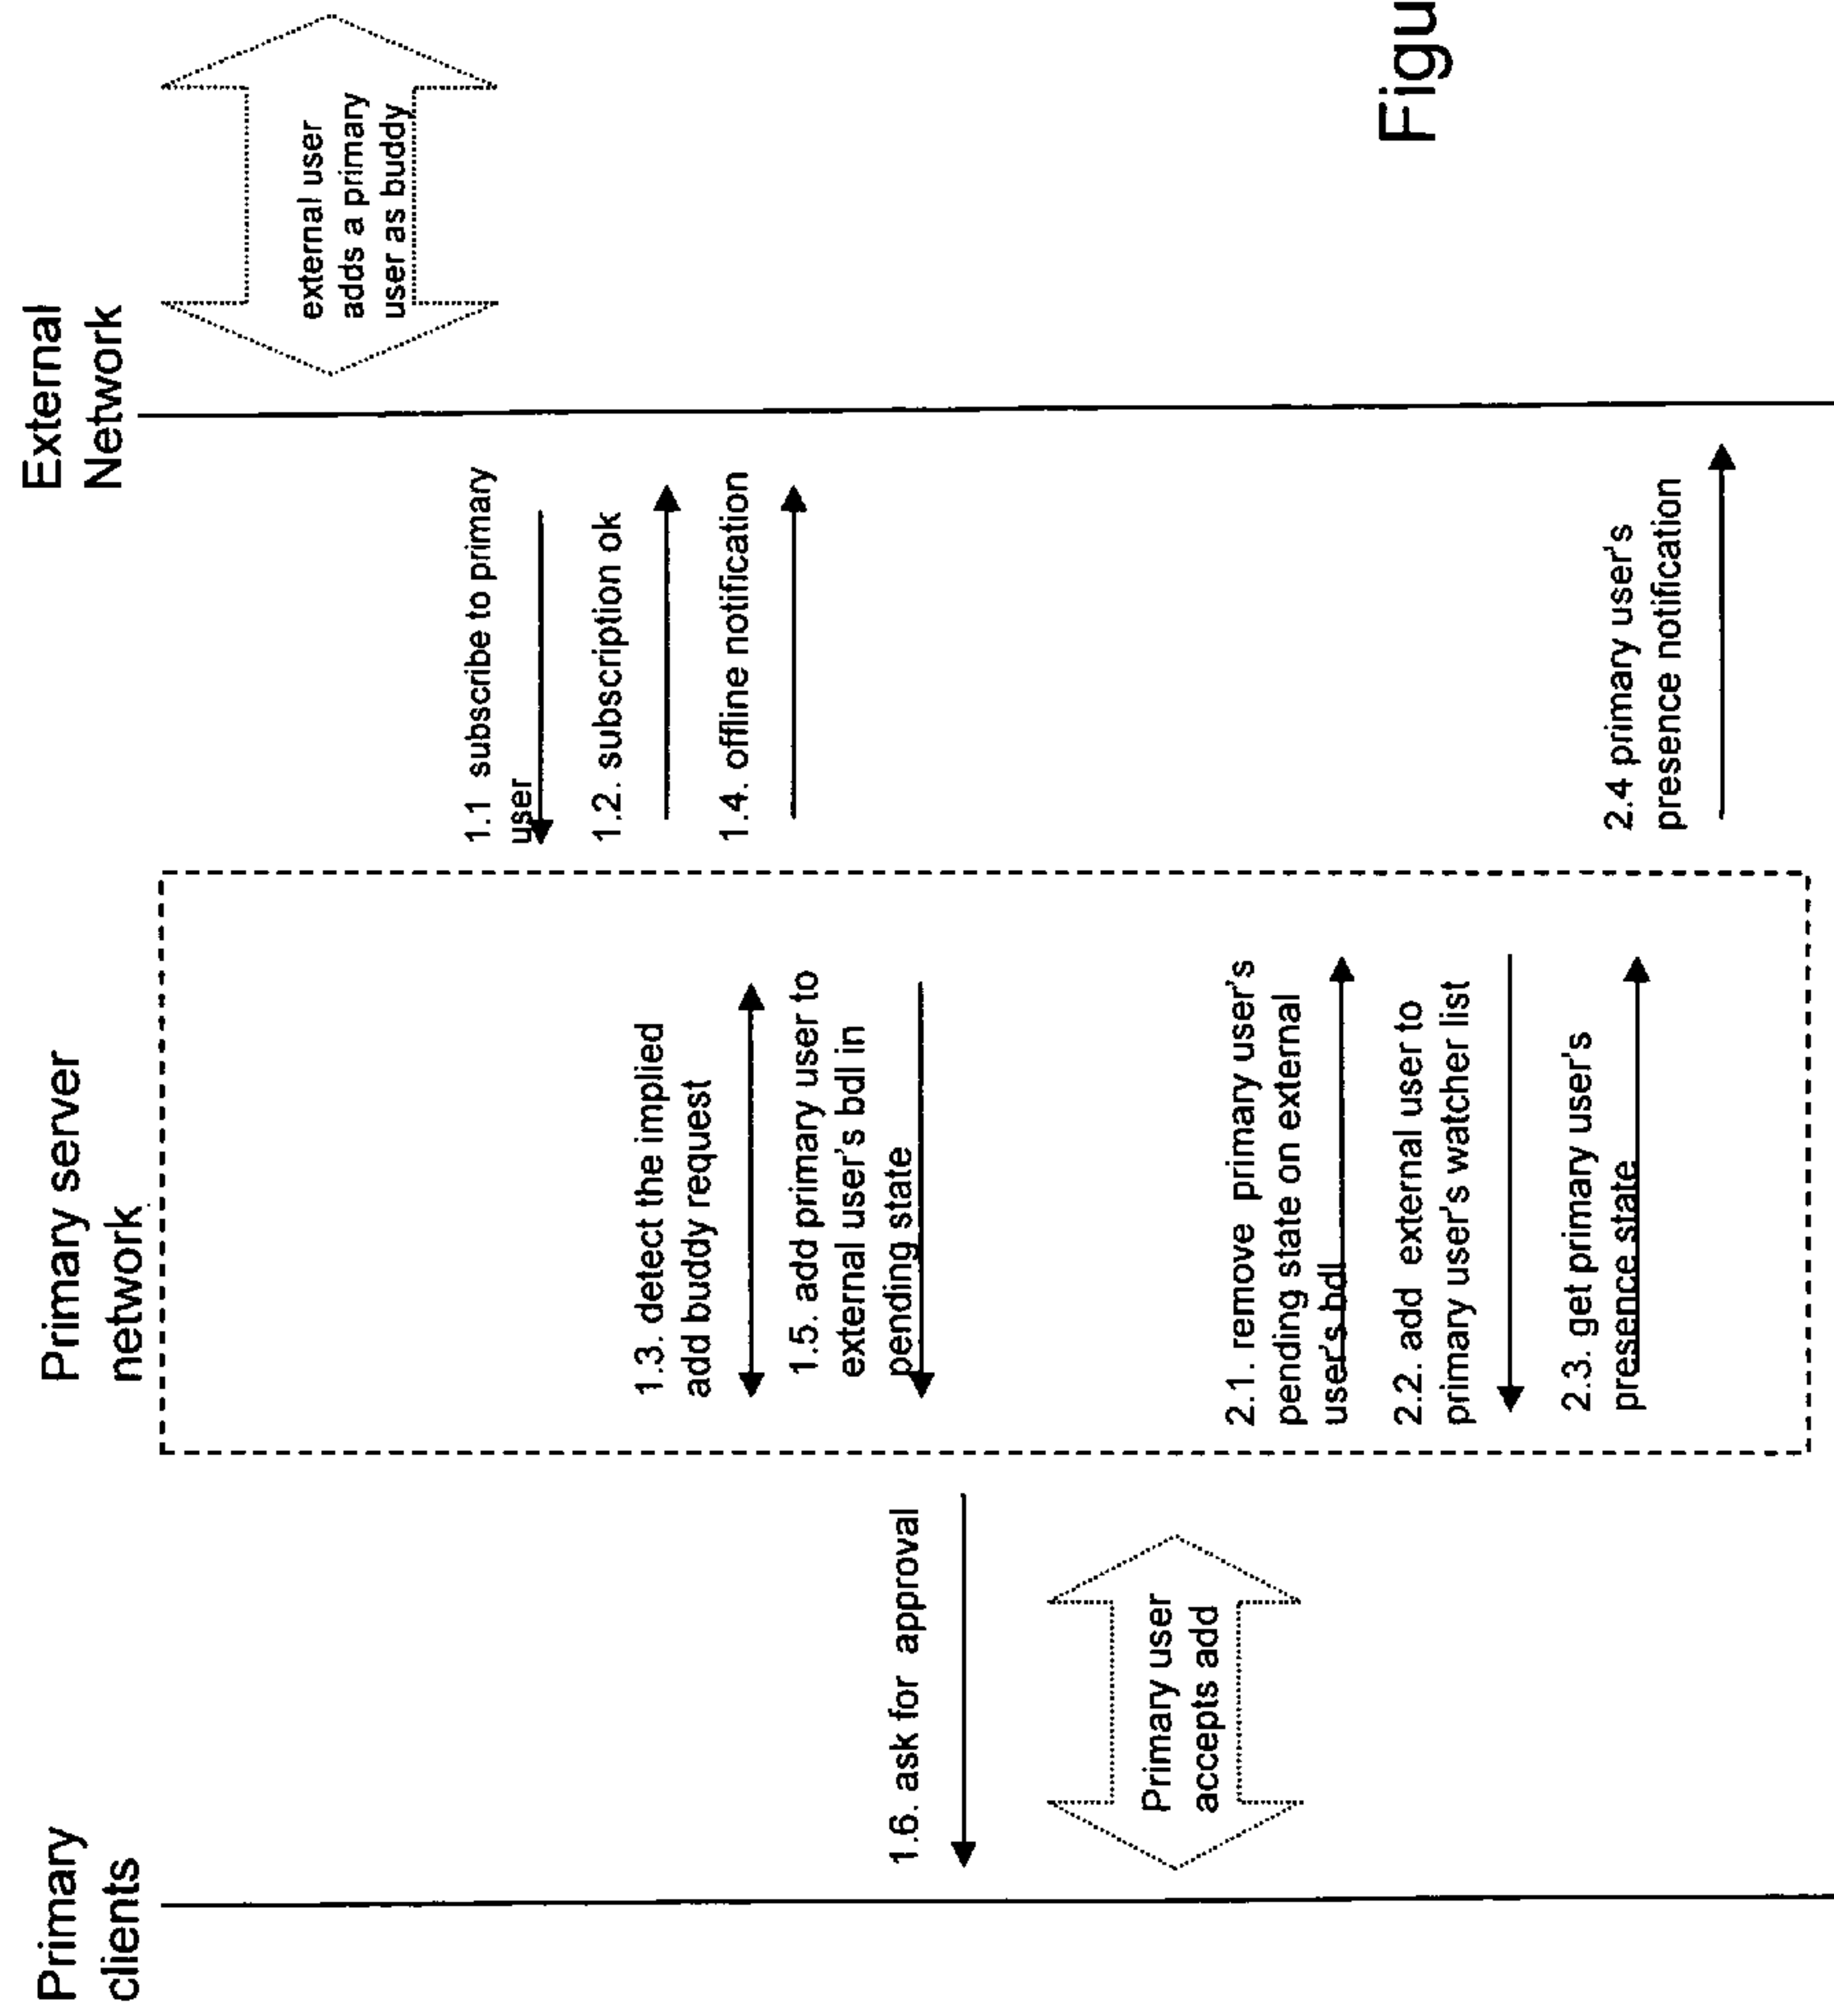 Primary
clients
Primary server
network
External
Network
external user
adds a primary
user as buddy
1.1 subscribe to primary
user
1.2. subscription ok
1.3. detect the implied
add buddy request
1.4. offline notification
1.5. add primary user to
external user's bdl in
pending state
1.6. ask for approval
Primary user
accepts add
2.1. remove primary user's
pending state on external
user's bdl
2.2. add external user to
primary user's watcher list
2.3. get primary user's
presence state
2.4 primary user's
presence notification
Figu